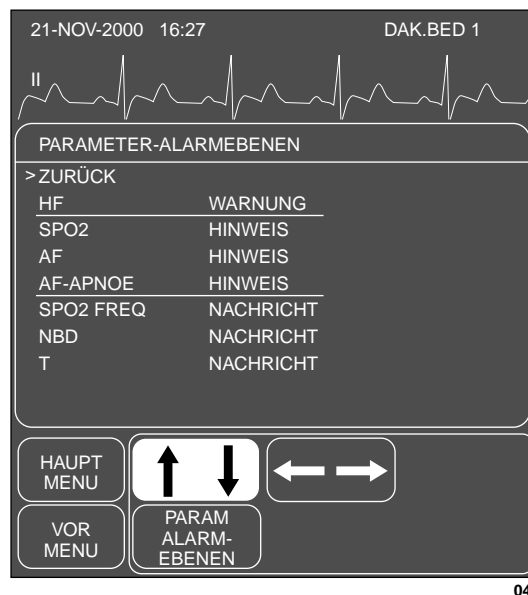 21-NOV-2000 16:27 DAK.BED 1
II
PARAMETER-ALARMEBENEN
>ZURÜCK
HF WARNUNG
SPO2 HINWEIS
AF HINWEIS
AF-APNOE HINWEIS
SPO2 FREQ NACHRICHT
NBD NACHRICHT
T NACHRICHT
HAUPT
MENU
VOR
MENU
PARAM
ALARM-
EBENEN
04